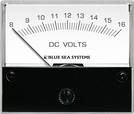 8 9 10 11 12 13 14 15 16
DC VOLTS
BLUE SEA SYSTEMS